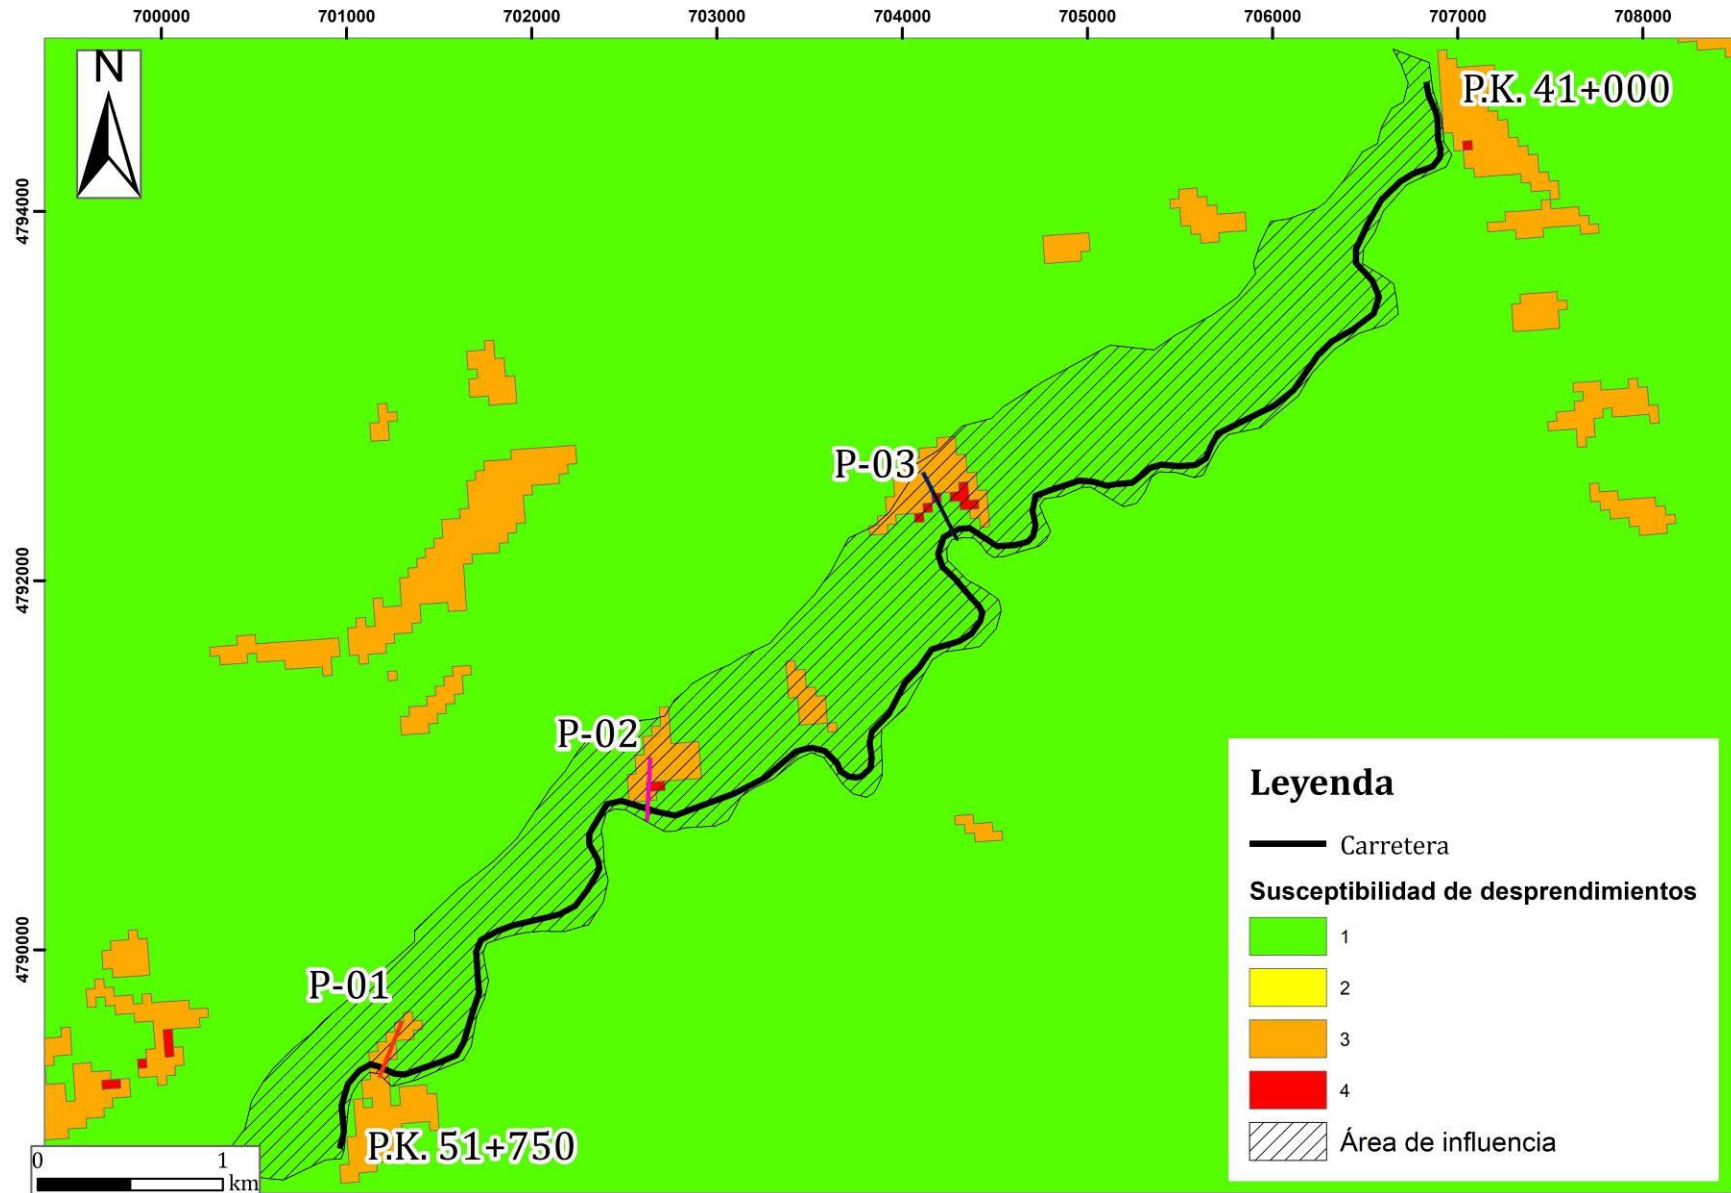 700000 701000 702000 703000 704000 705000 706000 707000 708000
N
P.K. 41+000
4794000
P-03
4792000
P-02
4790000
P-01
P.K. 51+750
0 1
km
Leyenda
Carretera
Susceptibilidad de desprendimientos
1
2
3
4
Área de influencia